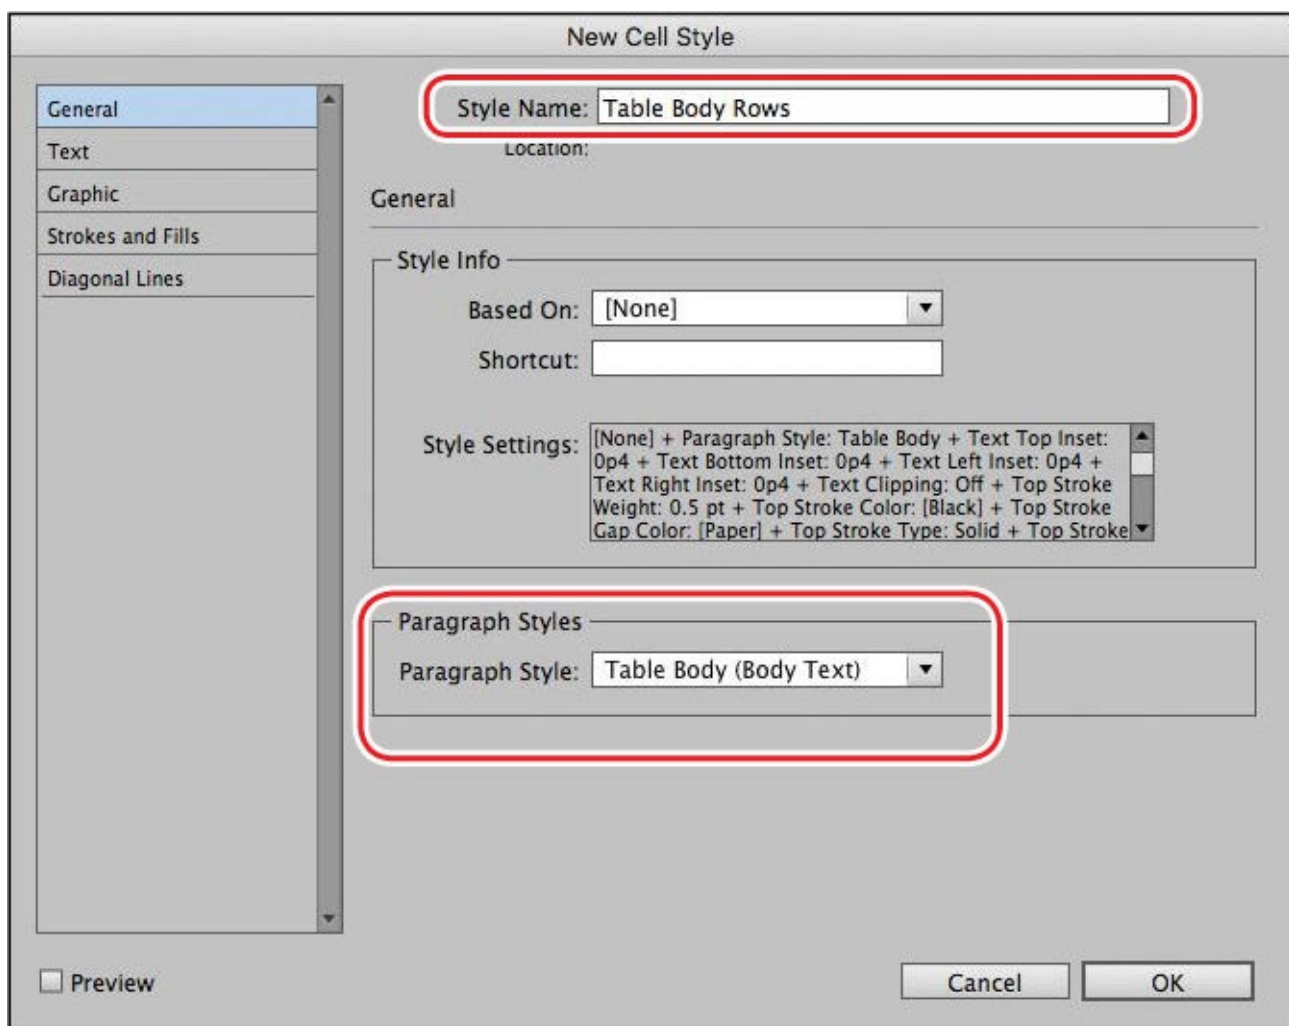 New Cell Style
General
Text
Graphic
Strokes and Fills
Diagonal Lines
Style Name: Table Body Rows
Location:
General
Style Info
Based On: [None]
Shortcut:
Style Settings: [None] + Paragraph Style: Table Body + Text Top Inset:
0p4 + Text Bottom Inset: 0p4 + Text Left Inset: 0p4 +
Text Right Inset: 0p4 + Text Clipping: Off + Top Stroke
Weight: 0.5 pt + Top Stroke Color: [Black] + Top Stroke
Gap Color: [Paper] + Top Stroke Type: Solid + Top Stroke
Paragraph Styles
Paragraph Style: Table Body (Body Text)
Preview
Cancel
OK